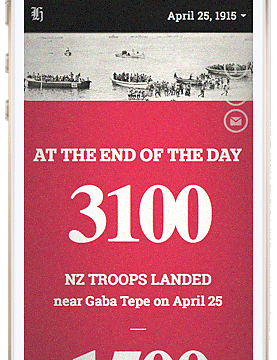 h
April 25, 1915
AT THE END OF THE DAY
3100
NZ TROOPS LANDED
near Gaba Tepe on April 25